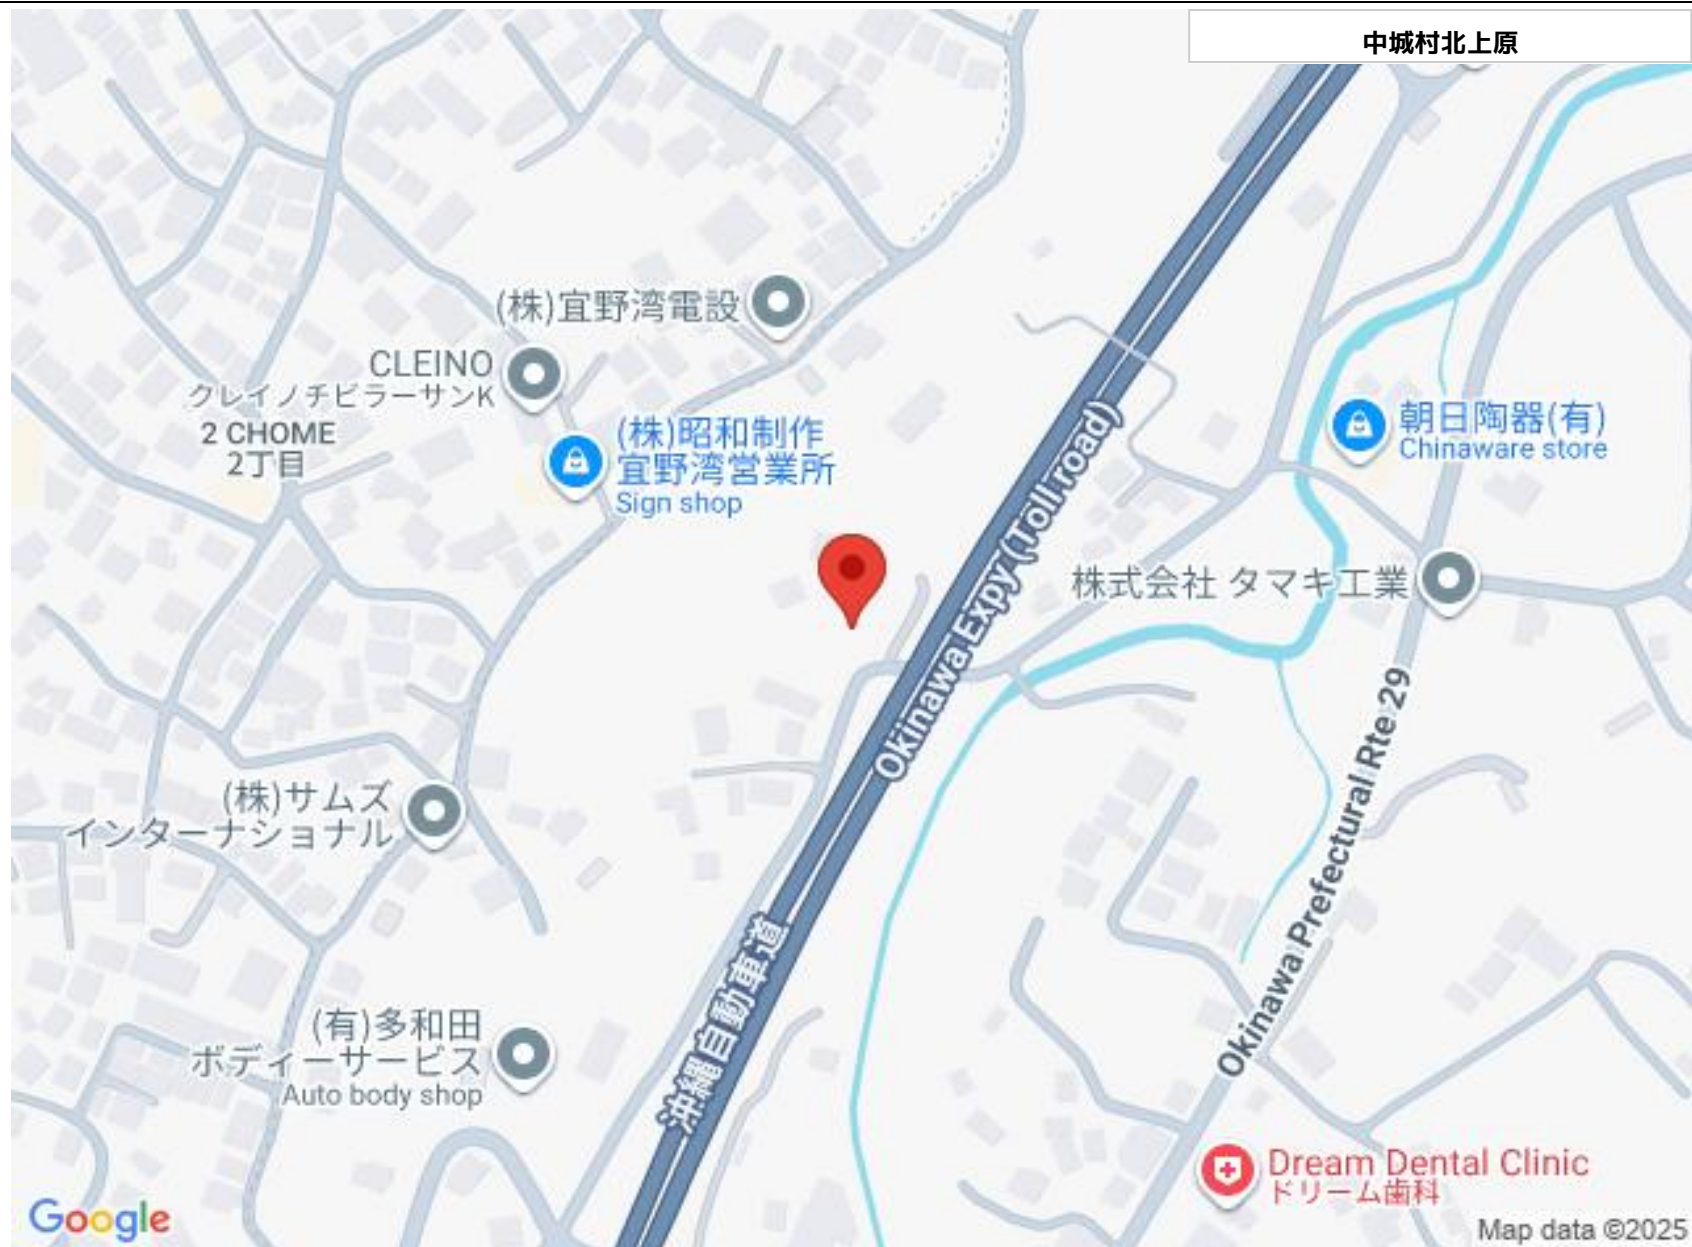 中城村北上原
(株)宜野湾電設
CLEINO
クレイノチビラーサンK
2 CHOME
2丁目
(株)昭和制作
宜野湾営業所
Sign shop
朝日陶器(有)
Chinaware store
Okinawa Expy (Toll road)
株式会社 タマキ工業
Okinawa Prefectural Rte 29
(株)サムズ
インターナショナル
沖縄自動車道
(有)多和田
ボディーサービス
Auto body shop
Dream Dental Clinic
ドリーム歯科
Google
Map data ©2025